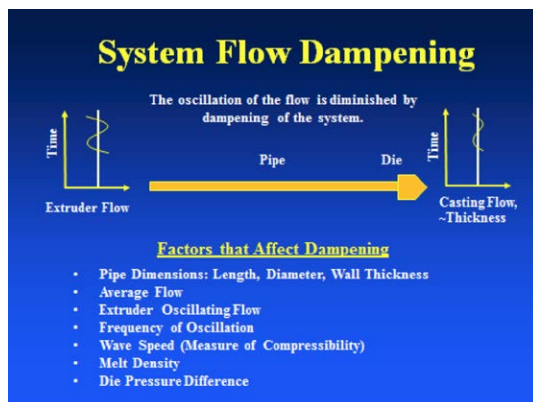 System Flow Dampening
The oscillation of the flow is diminished by
dampening of the system.
Time
Extruder Flow
Pipe
Die
Time
Casting Flow,
~Thickness
Factors that Affect Dampening
• Pipe Dimensions: Length, Diameter, Wall Thickness
• Average Flow
• Extruder Oscillating Flow
• Frequency of Oscillation
• Wave Speed (Measure of Compressibility)
• Melt Density
• Die Pressure Difference